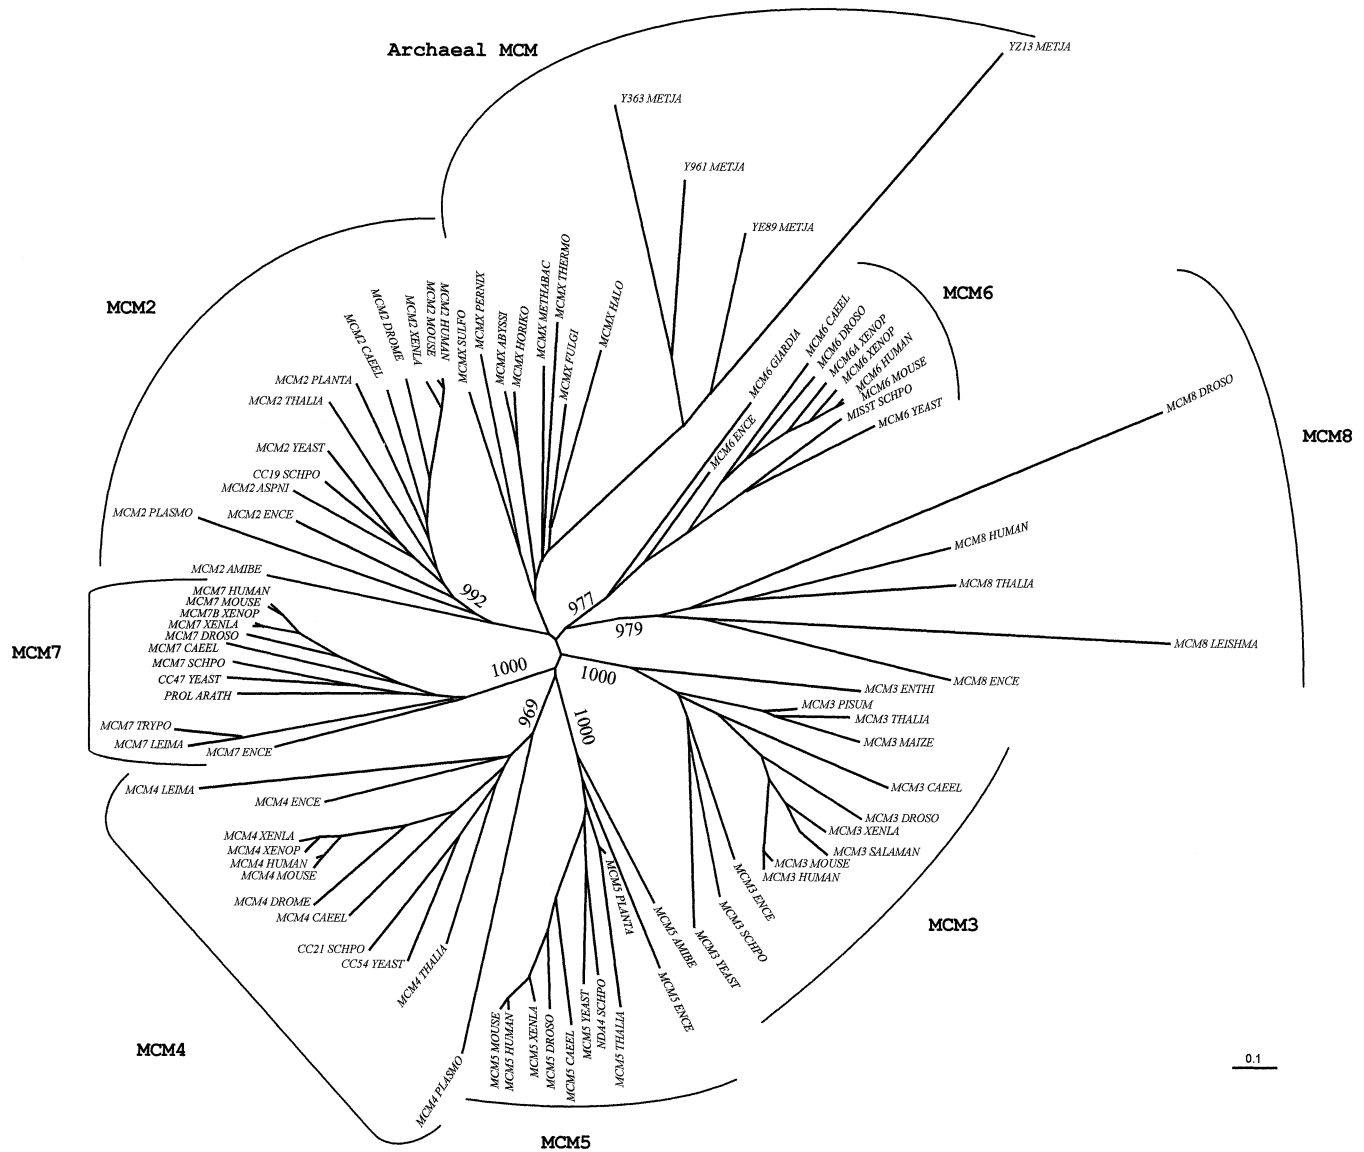 Archaeal MCM
YZ13 METJA
Y363 METJA
Y961 METJA
YE89 METJA
MCM2
MCM2 PLASMO
MCM2 AMIBE
MCM2 ENCE
MCM2 ASPNI
CC19 SCHPO
MCM2 YEAST
MCM2 THALIA
MCM2 PLANTA
MCM2 CAEEL
MCM2 DROME
MCM2 XENLA
MCM2 MOUSE
MCM2 HUMAN
MCMX SULFO
MCMX PERNIX
MCMX ABYSSI
MCMX HORIKO
MCMX METHABAC
MCMX THERMO
MCMX FULGI
MCMX HALO
MCM6
MCM6 ENCE
MCM6 GIARDIA
MCM6 CAEEL
MCM6 DROSO
MCM6A XENOP
MCM6 XENOP
MCM6 HUMAN
MCM6 MOUSE
MIS5T SCHPO
MCM6 YEAST
MCM8
MCM8 DROSO
MCM8 HUMAN
MCM8 THALIA
MCM8 LEISHMA
MCM8 ENCE
992
977
979
1000
1000
969
1000
MCM7
MCM7 HUMAN
MCM7 MOUSE
MCM7B XENOP
MCM7 XENLA
MCM7 DROSO
MCM7 CAEEL
MCM7 SCHPO
CC47 YEAST
PROL ARATH
MCM7 TRYPO
MCM7 LEIMA
MCM7 ENCE
MCM3 ENTHI
MCM3 PISUM
MCM3 THALIA
MCM3 MAIZE
MCM3 CAEEL
MCM3 DROSO
MCM3 XENLA
MCM3 SALAMAN
MCM3 MOUSE
MCM3 HUMAN
MCM3 ENCE
MCM3 SCHPO
MCM3 YEAST
MCM3
MCM4 LEIMA
MCM4 ENCE
MCM4 XENLA
MCM4 XENOP
MCM4 HUMAN
MCM4 MOUSE
MCM4 DROME
MCM4 CAEEL
CC21 SCHPO
CC54 YEAST
MCM4 THALIA
MCM4 PLASMO
MCM4
MCM5 MOUSE
MCM5 HUMAN
MCM5 XENLA
MCM5 DROSO
MCM5 CAEEL
MCM5 YEAST
NDA4 SCHPO
MCM5 THALIA
MCM5 PLANTA
MCM5 AMIBE
MCM5 ENCE
MCM5
0.1